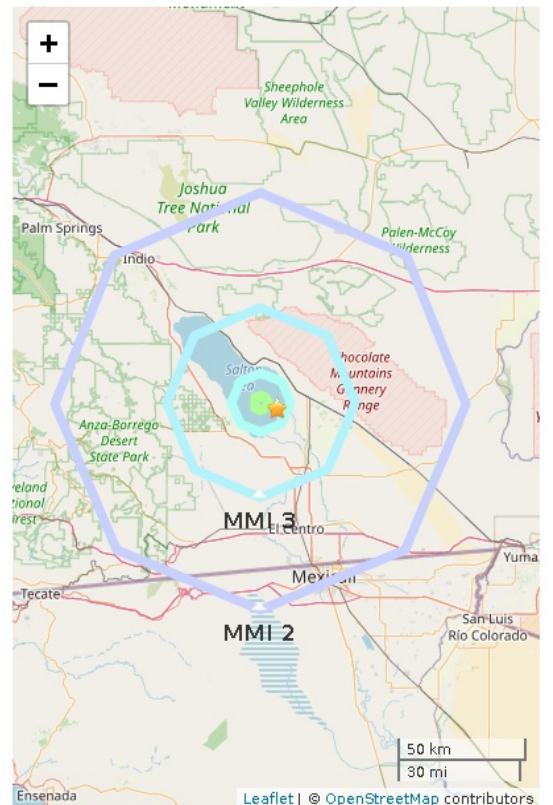 +
−
Sheephole
Valley Wilderness
Area
Joshua
Tree National
Park
Palm Springs
Palen-McCoy
Wilderness
Indio
Chocolate
Mountains
Gunnery
Range
Salton
Sea
Anza-Borrego
Desert
State Park
MMI 3
El Centro
Yuma
Mexicali
Tecate
San Luis
Río Colorado
MMI 2
50 km
30 mi
Ensenada
Leaflet | © OpenStreetMap contributors